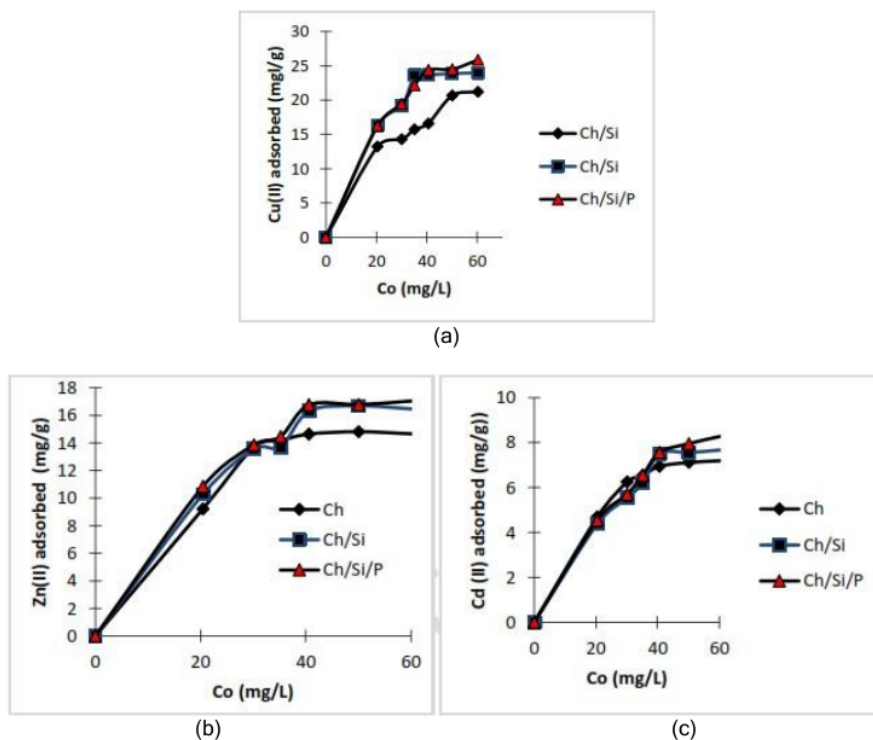 30
25
20
15
10
5
0
Cu(II) adsorbed (mgl/g)
0 20 40 60
Co (mg/L)
Ch/Si
Ch/Si
Ch/Si/P
(a)
18
16
14
12
10
8
6
4
2
0
Zn(II) adsorbed (mg/g)
0 20 40 60
Co (mg/L)
Ch
Ch/Si
Ch/Si/P
(b)
10
8
6
4
2
0
Cd (II) adsorbed (mg/g))
0 20 40 60
Co (mg/L)
Ch
Ch/Si
Ch/Si/P
(c)